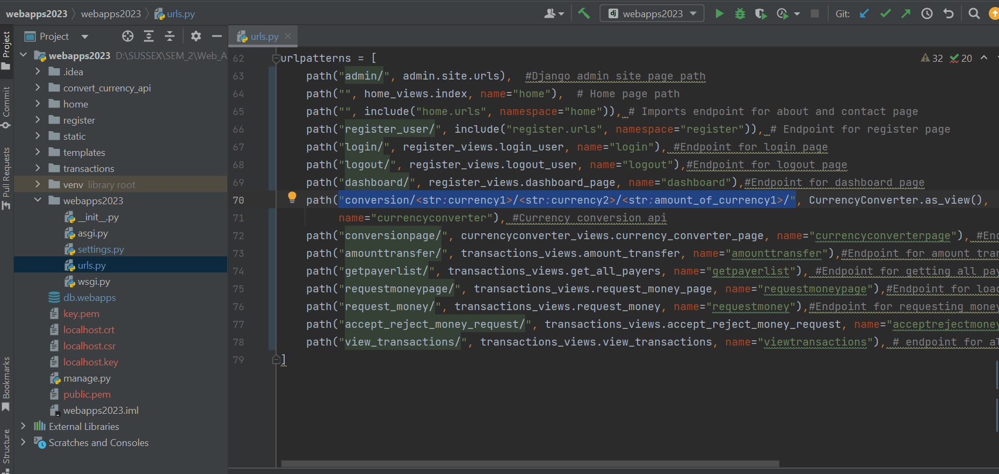 webapps2023 webapps2023 urls.py webapps2023 Git:
Project urls.py
webapps2023 D:\SUSSEX\SEM_2\Web_A
.idea
convert_currency_api
home
register
static
templates
transactions
venv library root
webapps2023
__init__.py
asgi.py
settings.py
urls.py
wsgi.py
db.webapps
key.pem
localhost.crt
localhost.csr
localhost.key
manage.py
public.pem
webapps2023.iml
External Libraries
Scratches and Consoles
Project
Commit
Pull Requests
Bookmarks
Structure
32 20
62 urlpatterns = [
63 path("admin/", admin.site.urls), #Django admin site page path
64 path("", home_views.index, name="home"), # Home page path
65 path("", include("home.urls", namespace="home")), # Imports endpoint for about and contact page
66 path("register_user/", include("register.urls", namespace="register")), # Endpoint for register page
67 path("login/", register_views.login_user, name="login"), #Endpoint for login page
68 path("logout/", register_views.logout_user, name="logout"),#Endpoint for logout page
69 path("dashboard/", register_views.dashboard_page, name="dashboard"),#Endpoint for dashboard page
70 path("conversion/<str:currency1>/<str:currency2>/<str:amount_of_currency1>/", CurrencyConverter.as_view(),
71 name="currencyconverter"), #Currency conversion api
72 path("conversionpage/", currencyconverter_views.currency_converter_page, name="currencyconverterpage"), #End
73 path("amounttransfer/", transactions_views.amount_transfer, name="amounttransfer"),#Endpoint for amount tran
74 path("getpayerlist/", transactions_views.get_all_payers, name="getpayerlist"), #Endpoint for getting all pay
75 path("requestmoneypage/", transactions_views.request_money_page, name="requestmoneypage"),#Endpoint for load
76 path("request_money/", transactions_views.request_money, name="requestmoney"),#Endpoint for requesting money
77 path("accept_reject_money_request/", transactions_views.accept_reject_money_request, name="acceptrejectmoney
78 path("view_transactions/", transactions_views.view_transactions, name="viewtransactions"), # endpoint for al
79 ]